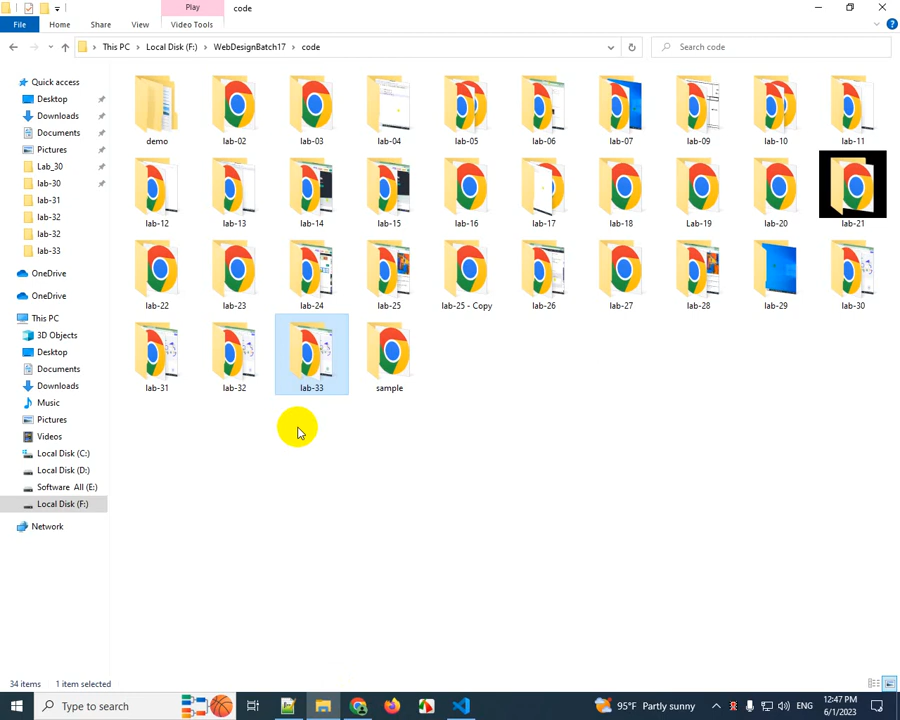 Play
code
File
Home
Share
View
Video Tools
This PC
Local Disk (F:)
WebDesignBatch17
code
Search code
Quick access
Desktop
Downloads
Documents
Pictures
Lab_30
lab-30
lab-31
lab-32
lab-32
lab-33
OneDrive
OneDrive
This PC
3D Objects
Desktop
Documents
Downloads
Music
Pictures
Videos
Local Disk (C:)
Local Disk (D:)
Software All (E:)
Local Disk (F:)
Network
demo
lab-02
lab-03
lab-04
lab-05
lab-06
lab-07
lab-09
lab-10
lab-11
lab-12
lab-13
lab-14
lab-15
lab-16
lab-17
lab-18
Lab-19
lab-20
lab-21
lab-22
lab-23
lab-24
lab-25
lab-25 - Copy
lab-26
lab-27
lab-28
lab-29
lab-30
lab-31
lab-32
lab-33
sample
34 items
1 item selected
Type to search
95°F Partly sunny
ENG
12:47 PM
6/1/2023